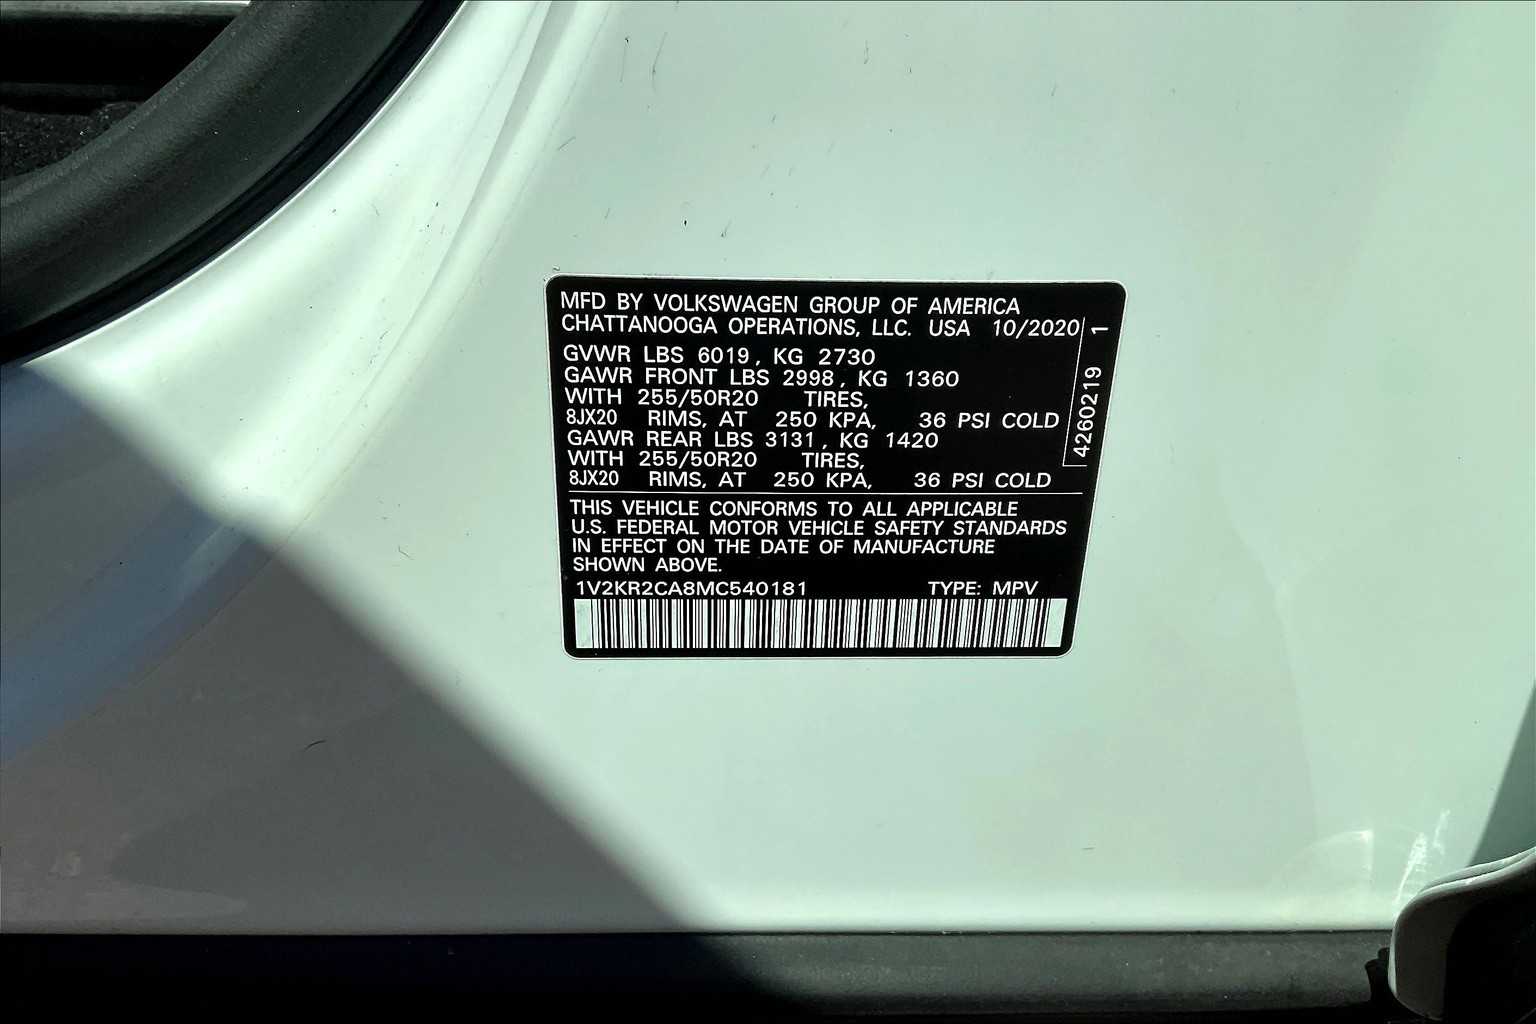 MFD BY VOLKSWAGEN GROUP OF AMERICA
CHATTANOOGA OPERATIONS, LLC. USA 10/2020
GVWR LBS 6019, KG 2730
GAWR FRONT LBS 2998, KG 1360
WITH 255/50R20 TIRES,
8JX20 RIMS, AT 250 KPA, 36 PSI COLD
GAWR REAR LBS 3131, KG 1420
WITH 255/50R20 TIRES,
8JX20 RIMS, AT 250 KPA, 36 PSI COLD
4260219 1
THIS VEHICLE CONFORMS TO ALL APPLICABLE
U.S. FEDERAL MOTOR VEHICLE SAFETY STANDARDS
IN EFFECT ON THE DATE OF MANUFACTURE
SHOWN ABOVE.
1V2KR2CA8MC540181 TYPE: MPV